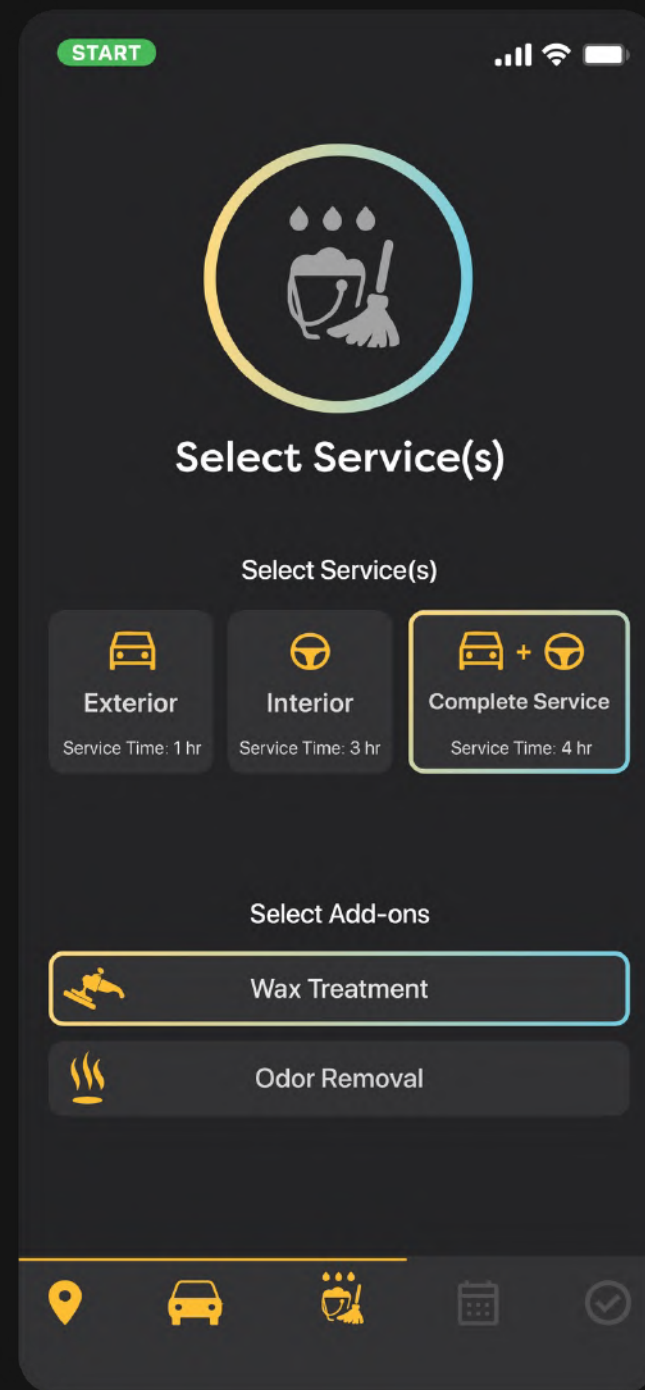 START
Select Service(s)
Select Service(s)
Exterior
Service Time: 1 hr
Interior
Service Time: 3 hr
+
Complete Service
Service Time: 4 hr
Select Add-ons
Wax Treatment
Odor Removal